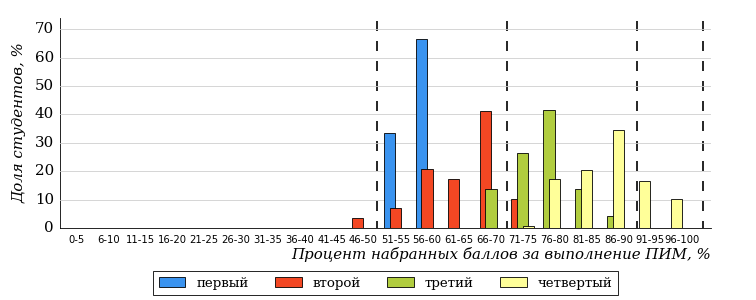 Доля студентов, %
70
60
50
40
30
20
10
0
0-5 6-10 11-15 16-20 21-25 26-30 31-35 36-40 41-45 46-50 51-55 56-60 61-65 66-70 71-75 76-80 81-85 86-90 91-95 96-100
Процент набранных баллов за выполнение ПИМ, %
первый второй третий четвертый